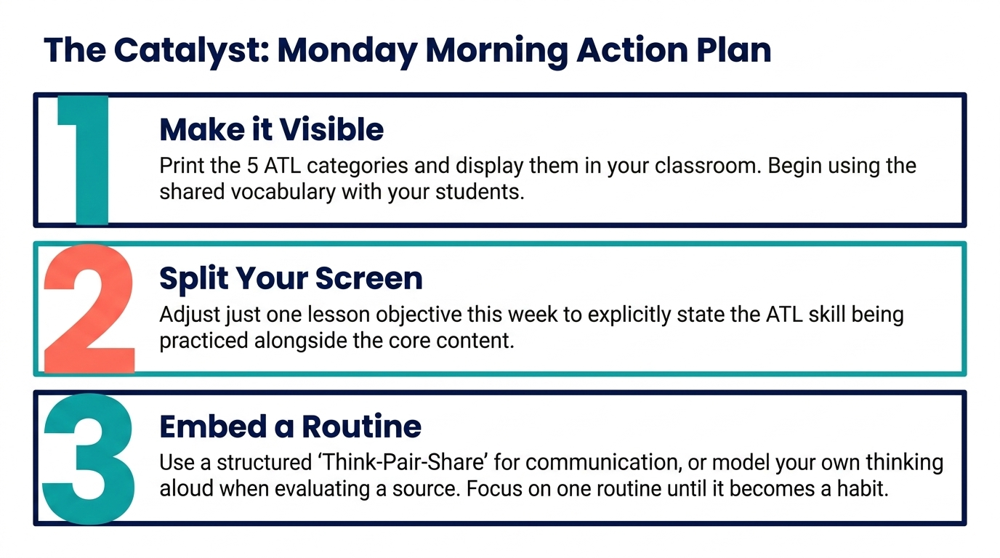 The Catalyst: Monday Morning Action Plan
1
Make it Visible
Print the 5 ATL categories and display them in your classroom. Begin using the
shared vocabulary with your students.
2
Split Your Screen
Adjust just one lesson objective this week to explicitly state the ATL skill being
practiced alongside the core content.
3
Embed a Routine
Use a structured ‘Think-Pair-Share’ for communication, or model your own thinking
aloud when evaluating a source. Focus on one routine until it becomes a habit.